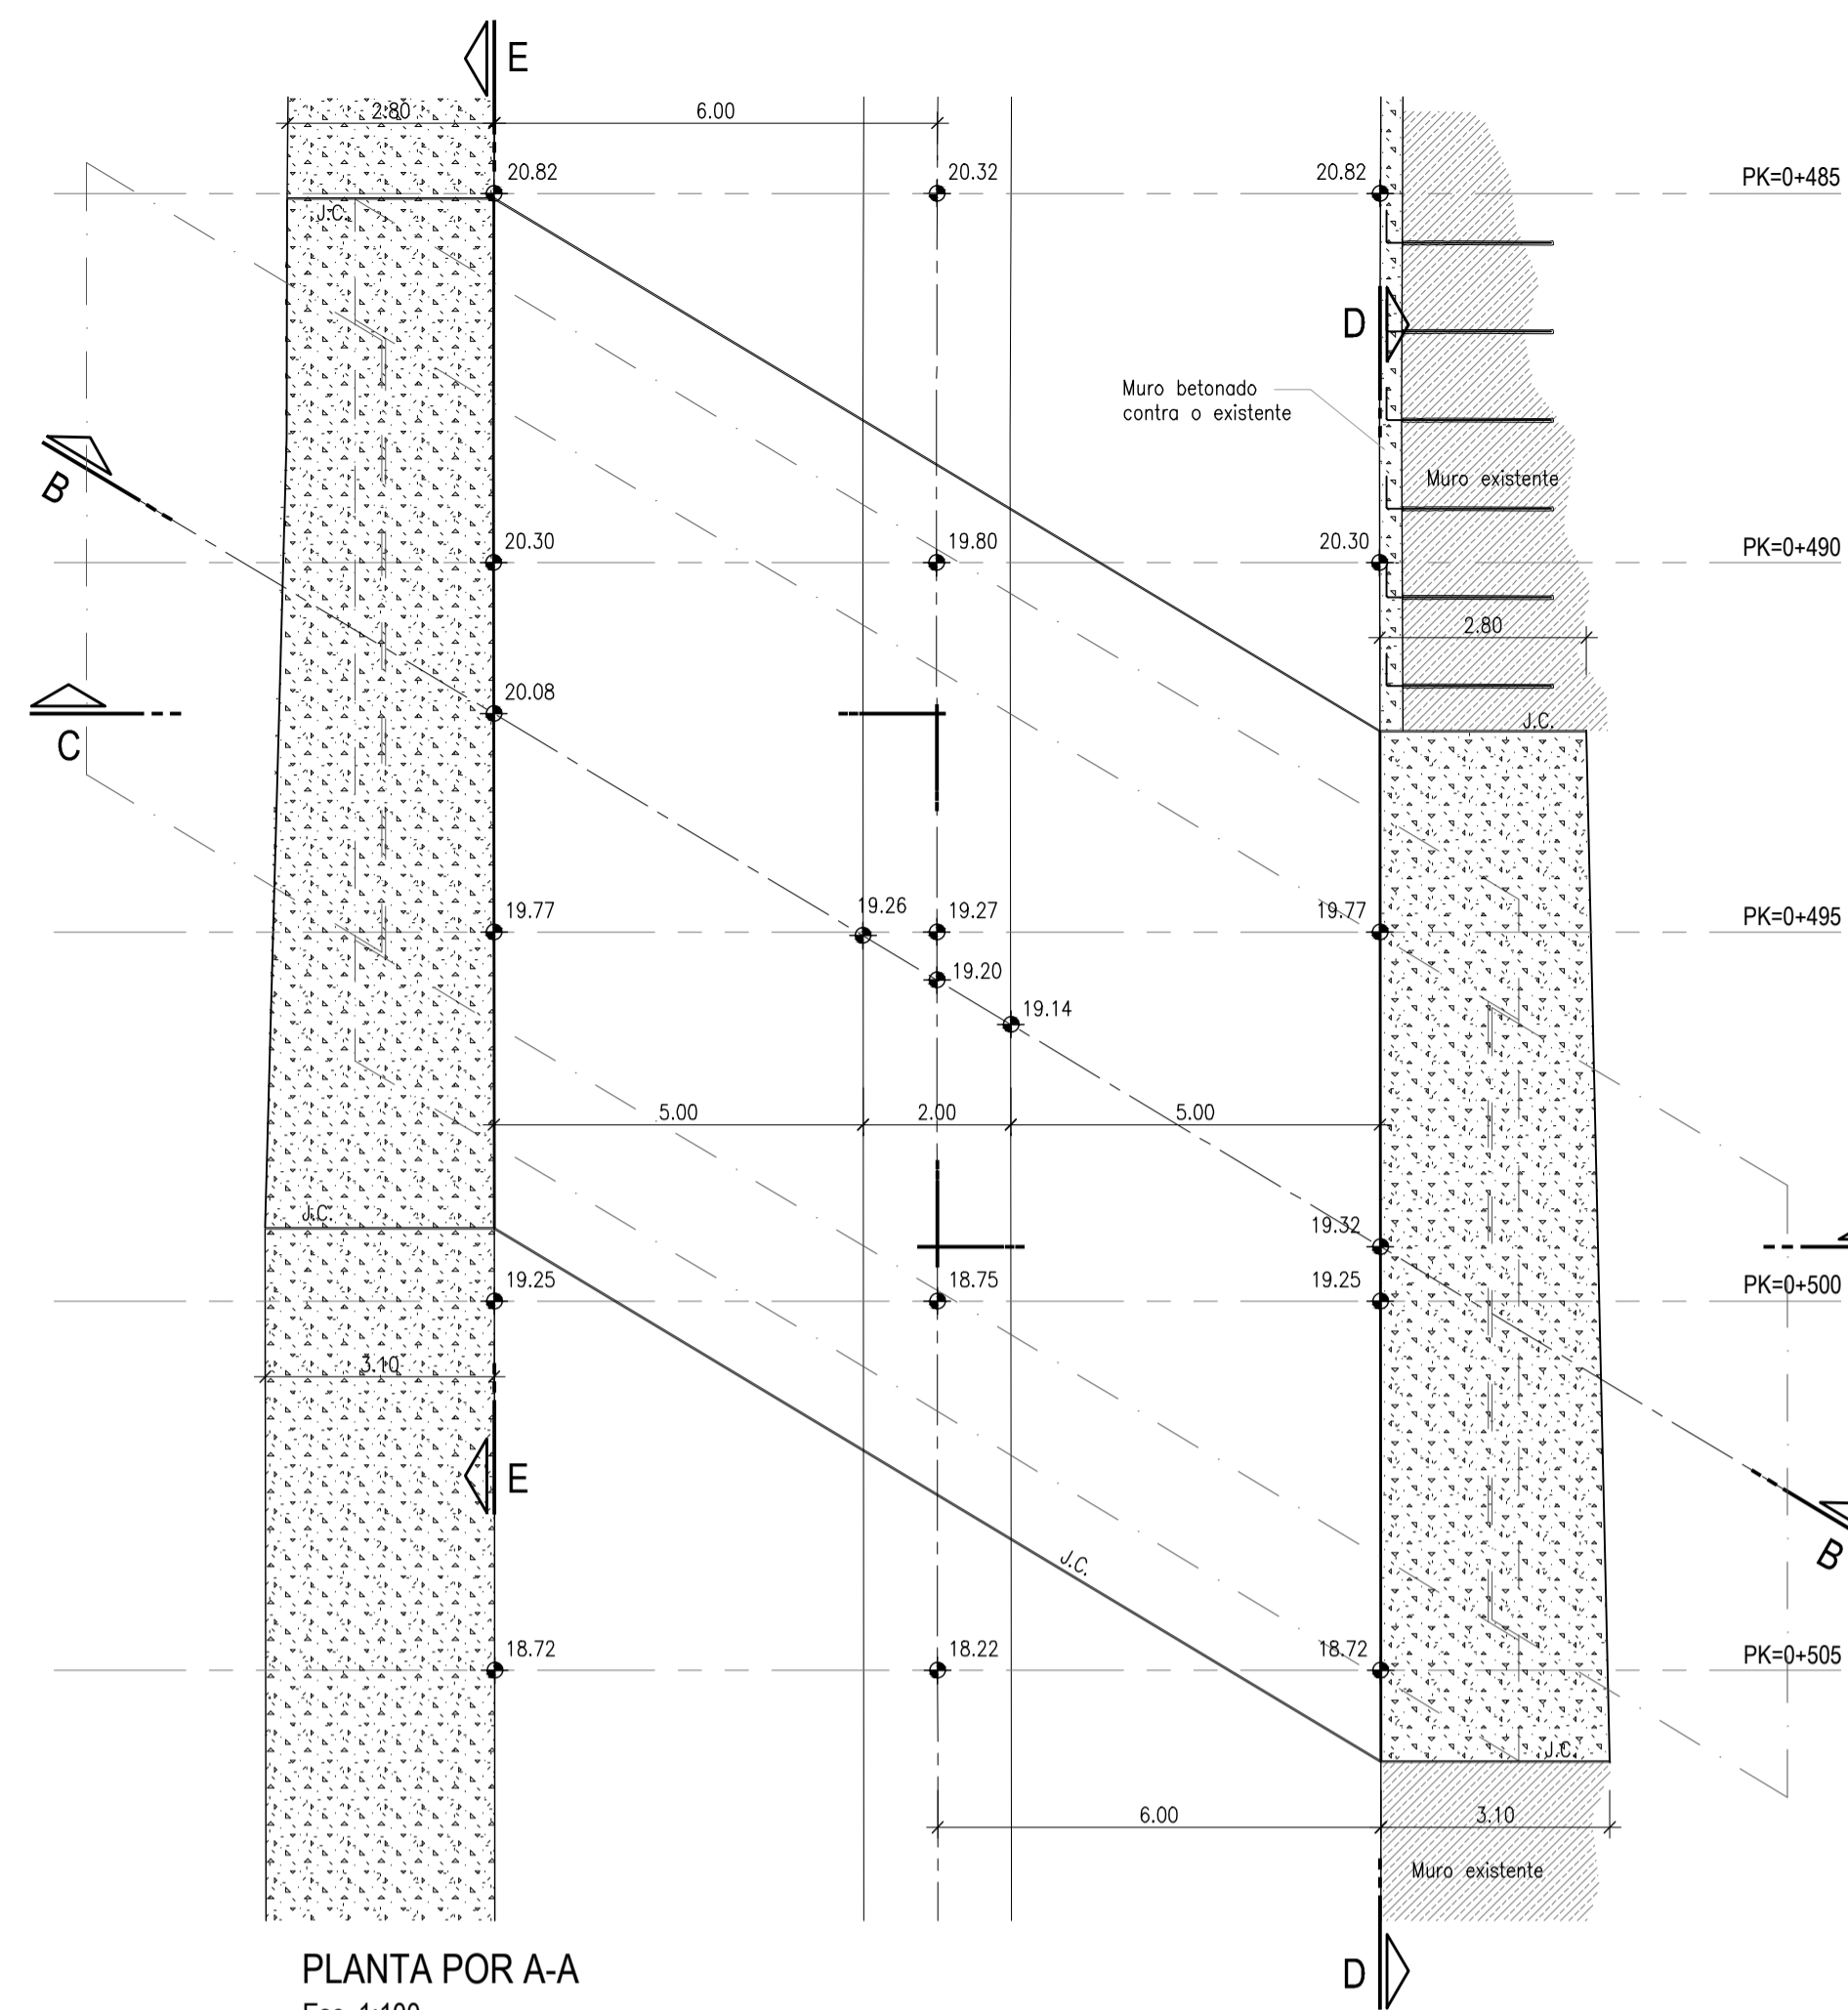 E
2.80
6.00
20.82
20.32
20.82
PK=0+485
J.C.
D
Muro betonado
contra o existente
Muro existente
B
20.30
19.80
20.30
PK=0+490
2.80
20.08
C
J.C.
19.26
19.77
19.27
19.77
PK=0+495
19.20
19.14
5.00
2.00
5.00
J.C.
19.32
19.25
18.75
19.25
PK=0+500
3.10
E
J.C.
B
18.72
18.22
18.72
PK=0+505
J.C.
6.00
3.10
Muro existente
PLANTA POR A-A
D
Esc. 1:100